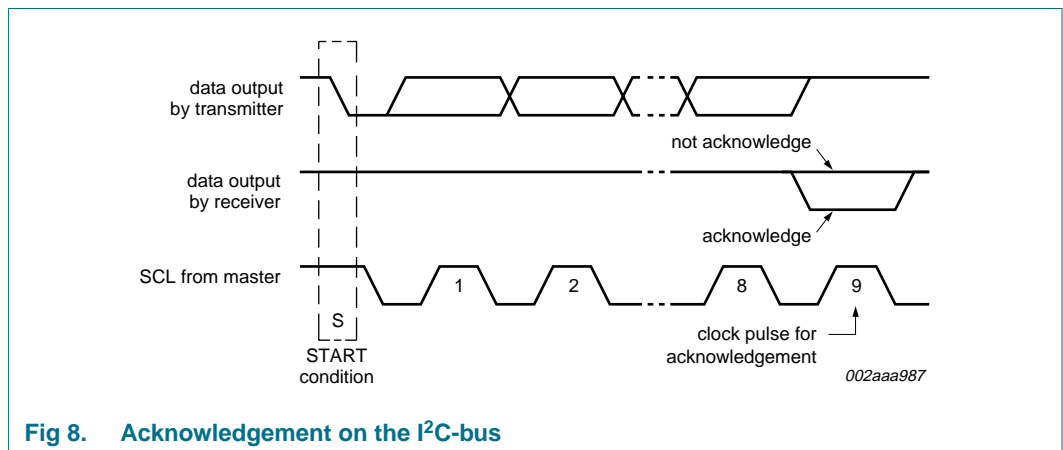 data output
by transmitter
not acknowledge
data output
by receiver
acknowledge
SCL from master
1
2
8
9
S
START
condition
clock pulse for
acknowledgement
002aaa987
Fig 8. Acknowledgement on the I²C-bus